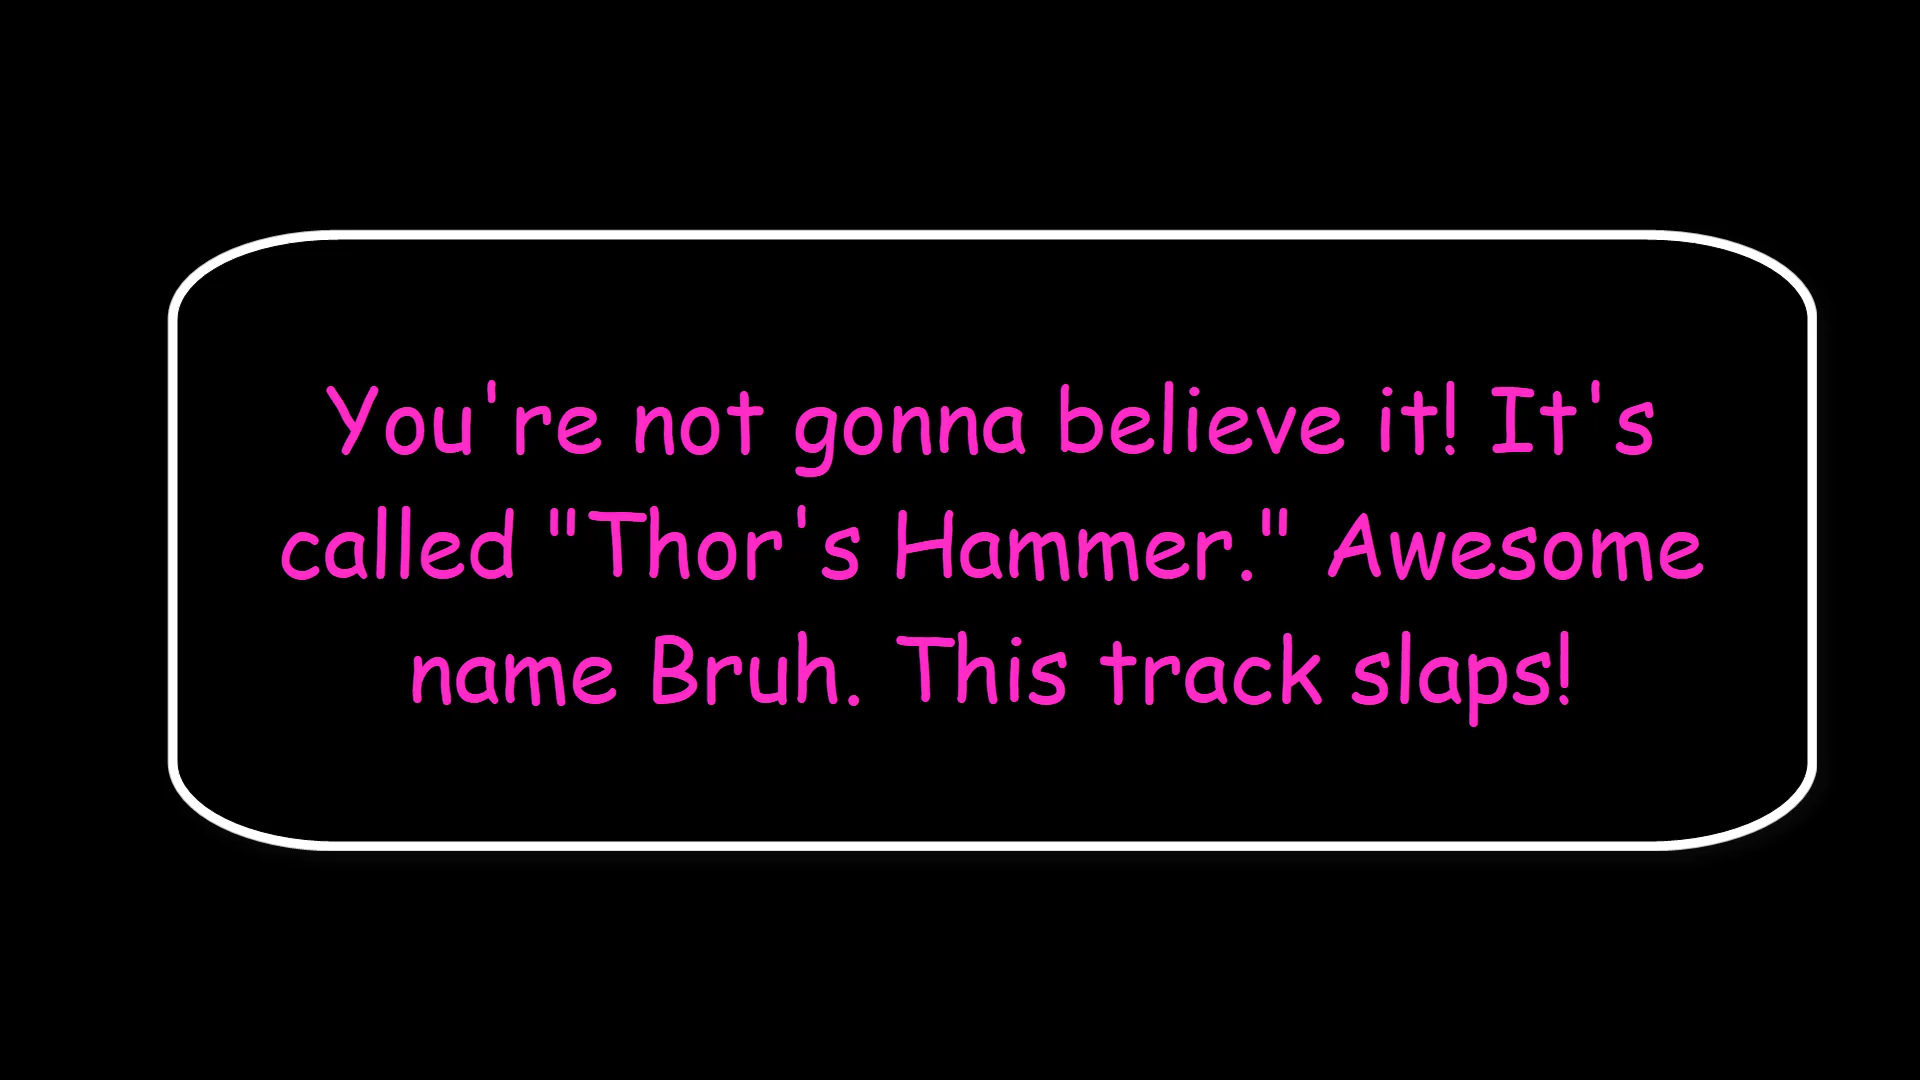 You're not gonna believe it! It's
called "Thor's Hammer." Awesome
name Bruh. This track slaps!